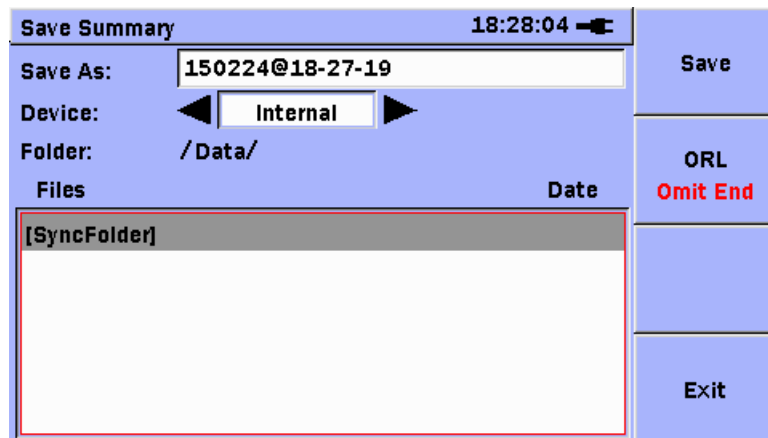 Save Summary 18:28:04
Save As: 150224@18-27-19
Device: Internal
Folder: /Data/
Files Date
[SyncFolder]
Save
ORL
Omit End
Exit